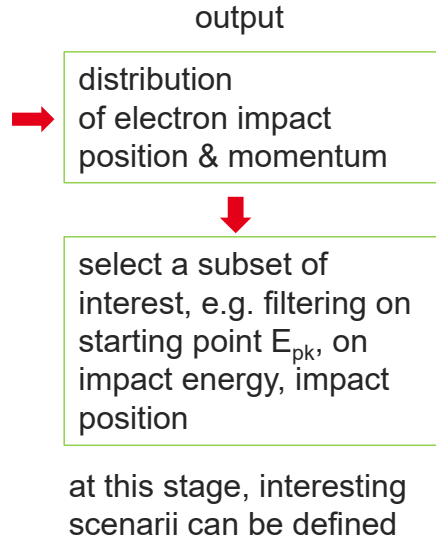 output
distribution
of electron impact
position & momentum
select a subset of
interest, e.g. filtering on
starting point Epk, on
impact energy, impact
position
at this stage, interesting
scenarii can be defined